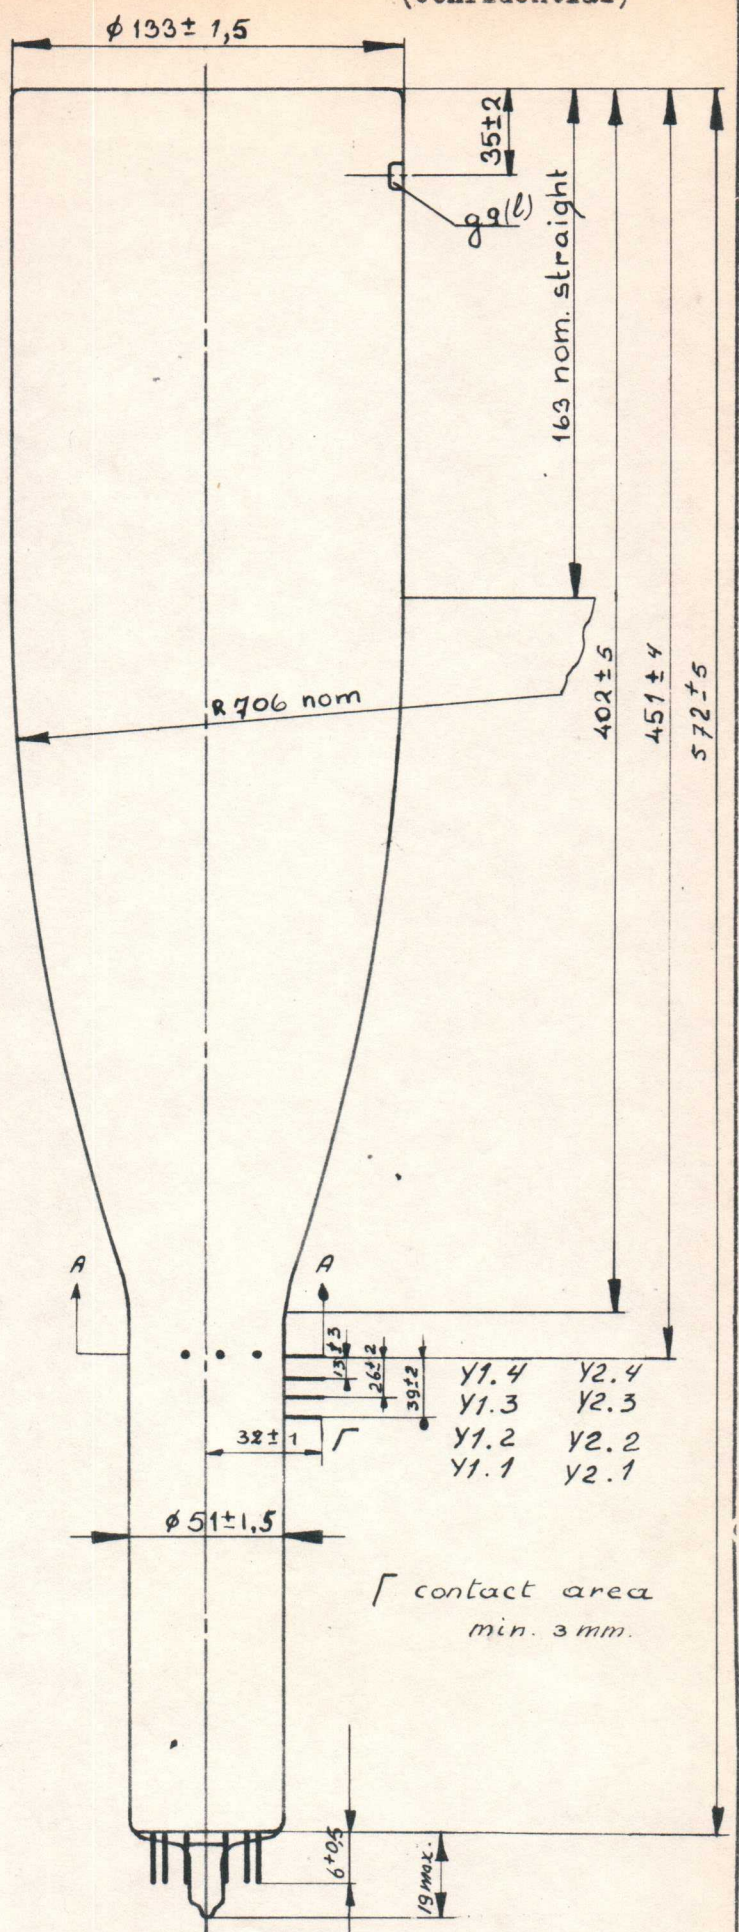 ϕ 133 ± 1,5
35±2
g9(l)
163 nom. straight
R 706 nom
402±5
451 ± 4
572±5
A A
13±3
26±2
39±2
Y1.4 Y2.4
Y1.3 Y2.3
Y1.2 Y2.2
Y1.1 Y2.1
32±1 Γ
ϕ 51±1,5
Γ contact area
min. 3 mm.
6+0,5
19 max.